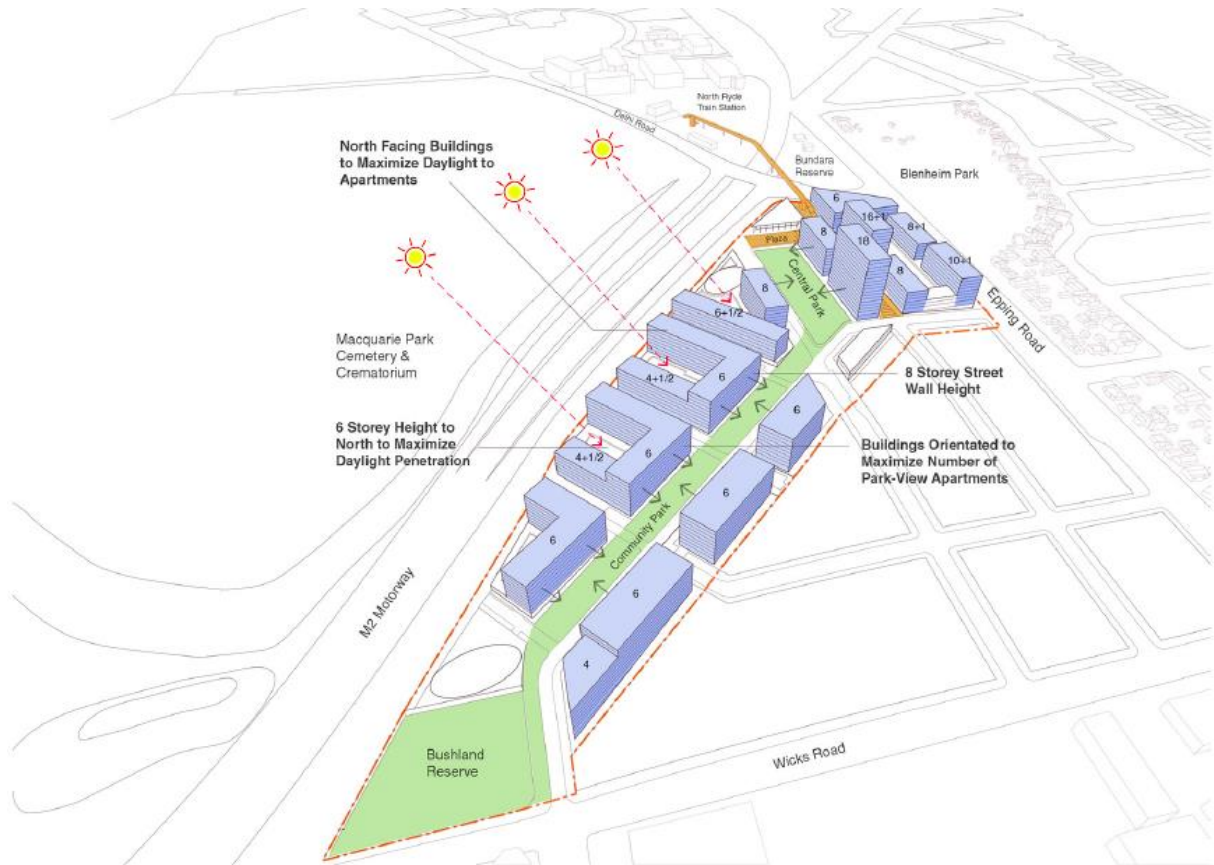 North Ryde
Train Station
Delhi Road
North Facing Buildings
to Maximize Daylight to
Apartments
Bundara
Reserve
Blenheim Park
6
16+1
8+1
8
18
Plaza
10+1
8
Central Park
8
Epping Road
6+1/2
Macquarie Park
Cemetery &
Crematorium
4+1/2
6
8 Storey Street
Wall Height
6
6 Storey Height to
North to Maximize
Daylight Penetration
4+1/2
6
Buildings Orientated to
Maximize Number of
Park-View Apartments
6
6
Community Park
6
M2 Motorway
4
Bushland
Reserve
Wicks Road